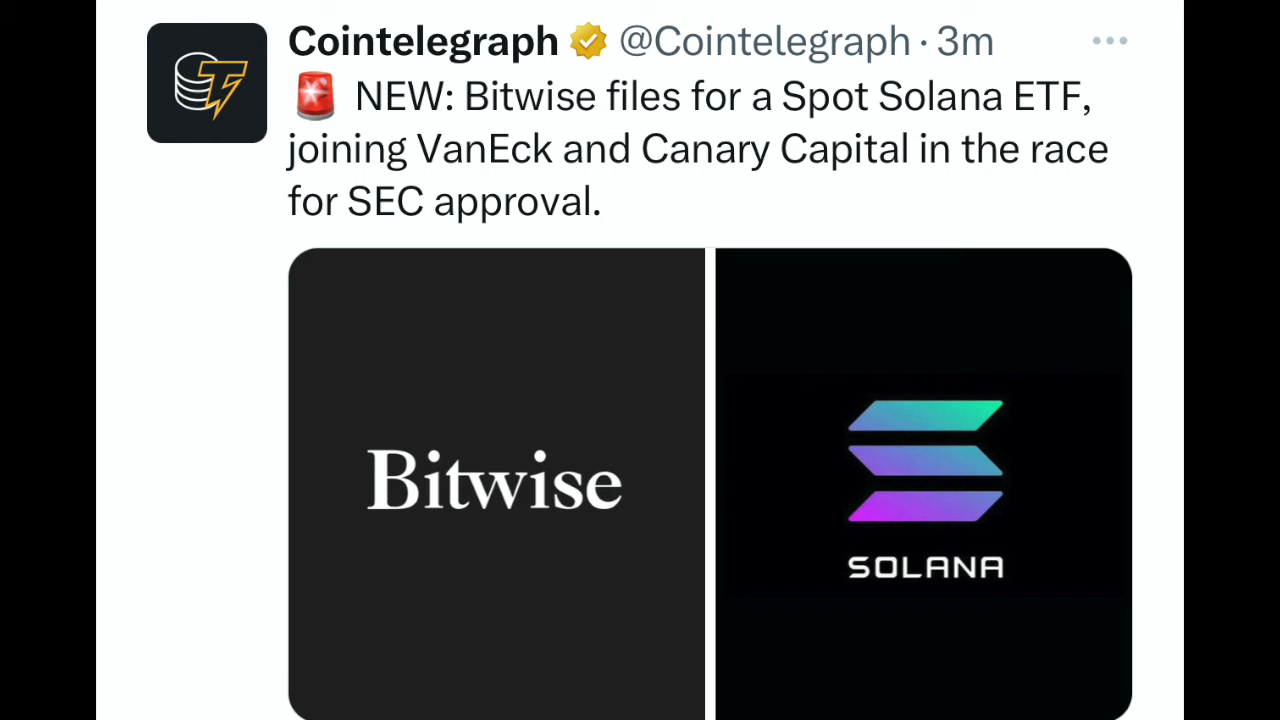 Cointelegraph @Cointelegraph · 3m
🚨 NEW: Bitwise files for a Spot Solana ETF,
joining VanEck and Canary Capital in the race
for SEC approval.
Bitwise
SOLANA